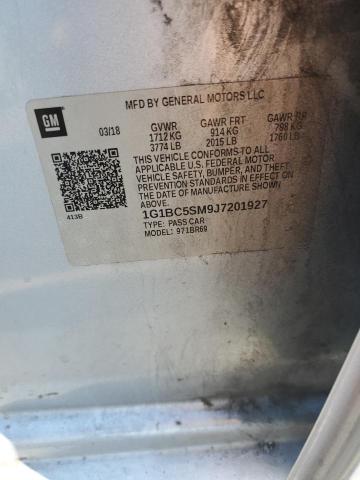 MFD BY GENERAL MOTORS LLC
GM
03/18 GVWR GAWR FRT GAWR RR
1712 KG 914 KG 798 KG
3774 LB 2015 LB 1760 LB
THIS VEHICLE CONFORMS TO ALL
APPLICABLE U.S. FEDERAL MOTOR
VEHICLE SAFETY, BUMPER, AND THEFT
PREVENTION STANDARDS IN EFFECT ON
THE DATE OF MANUFACTURE SHOWN
ABOVE.
413B
1G1BC5SM9J7201927
TYPE: PASS CAR
MODEL: 971BR69